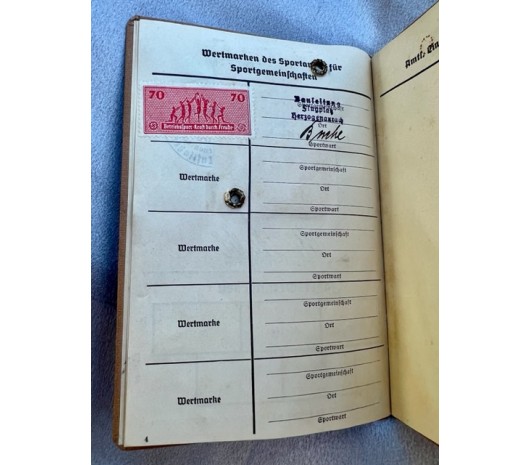 Wertmarken des Sportamtes für
Sportgemeinschaften
70 70
Betriebssport-Kraft durch Freude
Bauleitung
Flugplatz
Herzogenaurach
Ort
Sportwart
Wertmarke
Sportgemeinschaft
Ort
Sportwart
Wertmarke
Sportgemeinschaft
Ort
Sportwart
Wertmarke
Sportgemeinschaft
Ort
Sportwart
Wertmarke
Sportgemeinschaft
Ort
Sportwart
4
Amtl.